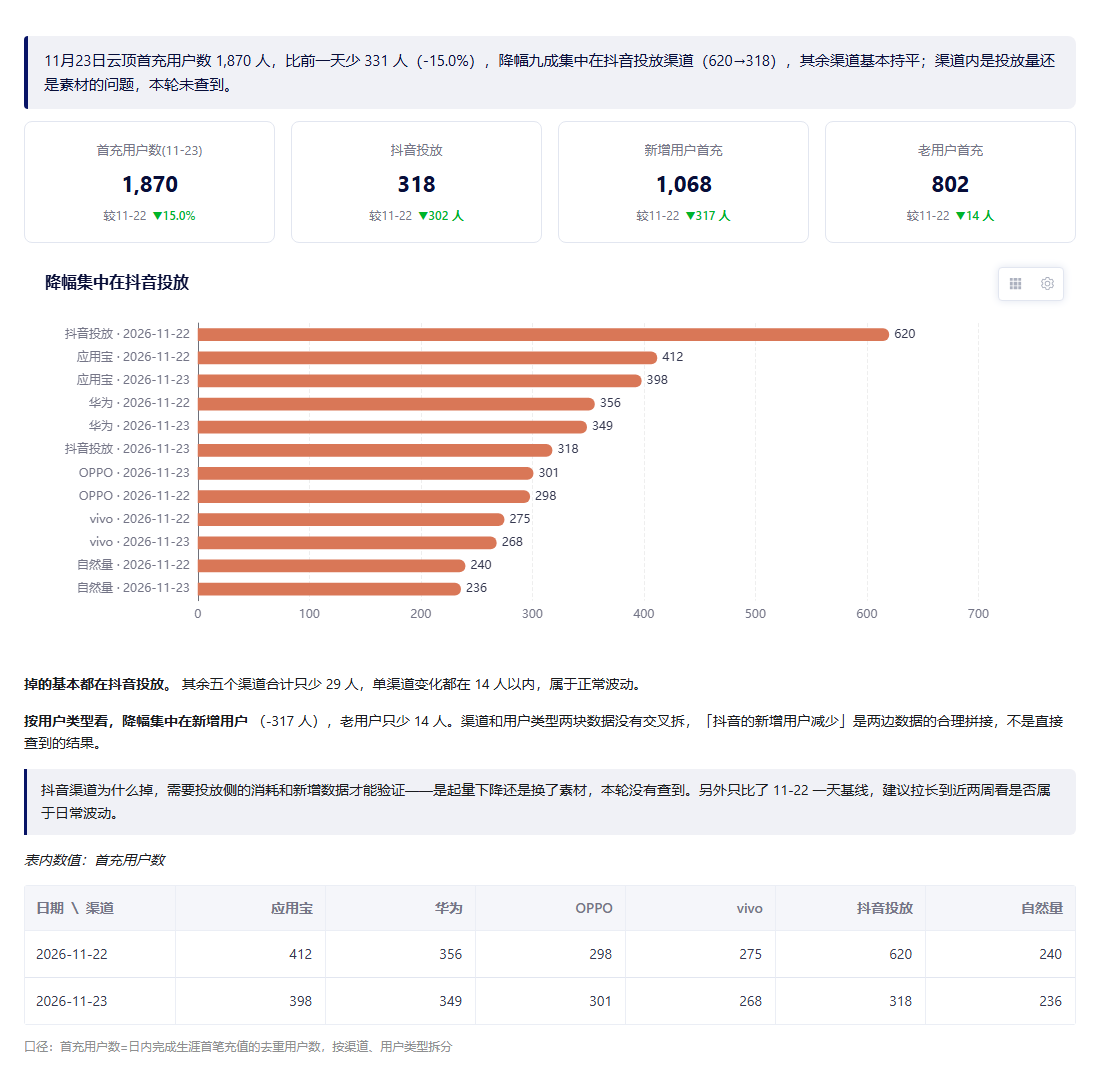 11月23日云顶首充用户数 1,870 人，比前一天少 331 人（-15.0%），降幅九成集中在抖音投放渠道（620→318），其余渠道基本持平；渠道内是投放量还
是素材的问题，本轮未查到。
首充用户数(11-23)
1,870
较11-22 ▼15.0%
抖音投放
318
较11-22 ▼302 人
新增用户首充
1,068
较11-22 ▼317 人
老用户首充
802
较11-22 ▼14 人
降幅集中在抖音投放
抖音投放 · 2026-11-22 620
应用宝 · 2026-11-22 412
应用宝 · 2026-11-23 398
华为 · 2026-11-22 356
华为 · 2026-11-23 349
抖音投放 · 2026-11-23 318
OPPO · 2026-11-23 301
OPPO · 2026-11-22 298
vivo · 2026-11-22 275
vivo · 2026-11-23 268
自然量 · 2026-11-22 240
自然量 · 2026-11-23 236
0 100 200 300 400 500 600 700
掉的基本都在抖音投放。 其余五个渠道合计只少 29 人，单渠道变化都在 14 人以内，属于正常波动。
按用户类型看，降幅集中在新增用户 （-317 人），老用户只少 14 人。渠道和用户类型两块数据没有交叉拆，「抖音的新增用户减少」是两边数据的合理拼接，不是直接
查到的结果。
抖音渠道为什么掉，需要投放侧的消耗和新增数据才能验证——是起量下降还是换了素材，本轮没有查到。另外只比了 11-22 一天基线，建议拉长到近两周看是否属
于日常波动。
表内数值：首充用户数
日期 \ 渠道 应用宝 华为 OPPO vivo 抖音投放 自然量
2026-11-22 412 356 298 275 620 240
2026-11-23 398 349 301 268 318 236
口径：首充用户数=日内完成生涯首笔充值的去重用户数，按渠道、用户类型拆分